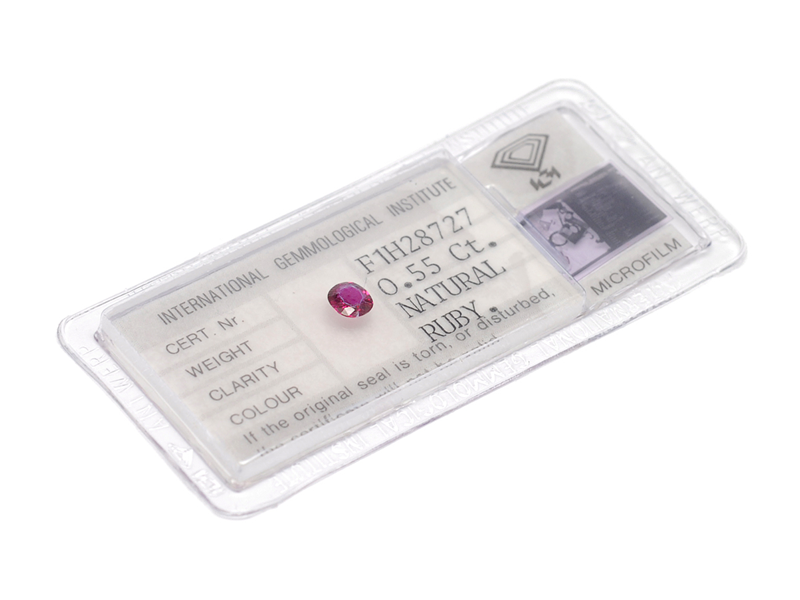 INTERNATIONAL GEMMOLOGICAL INSTITUTE
CERT. Nr. F1H28727
WEIGHT 0.55 Ct.
CLARITY NATURAL
COLOUR RUBY.
If the original seal is torn, or disturbed,
IGI
MICROFILM